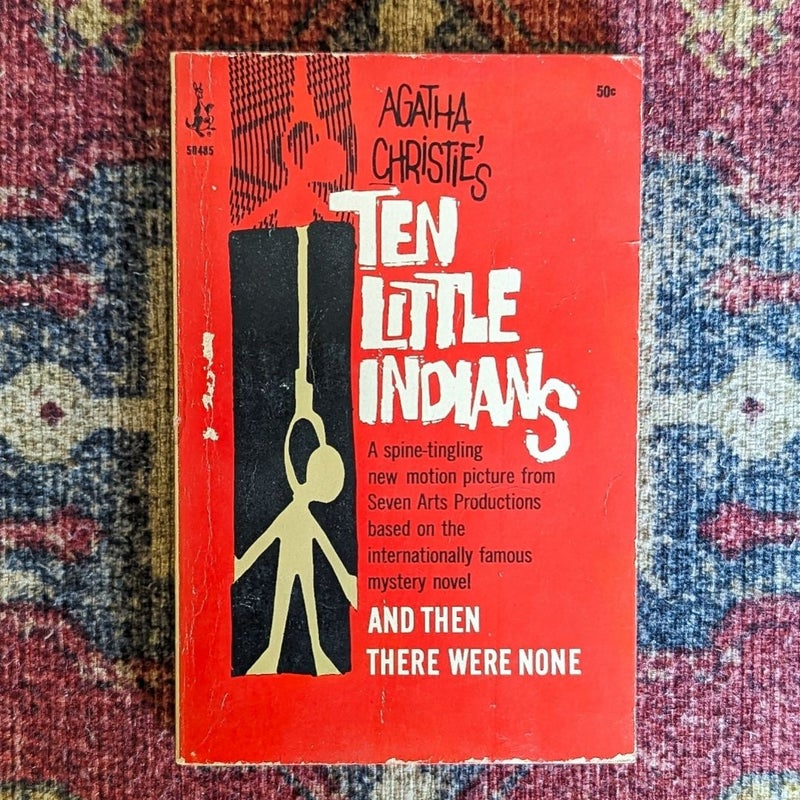 50485
AGATHA
CHRISTIE'S
50¢
TEN
LITTLE
INDIANS
A spine-tingling
new motion picture from
Seven Arts Productions
based on the
internationally famous
mystery novel
AND THEN
THERE WERE NONE